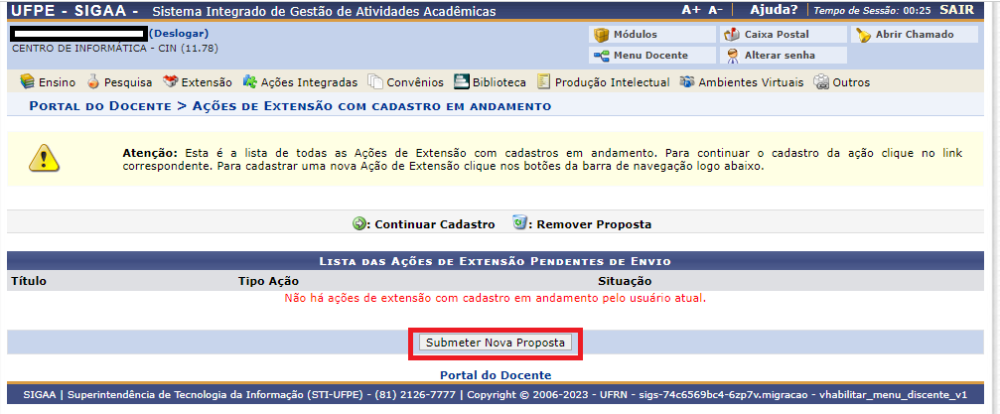 UFPE - SIGAA - Sistema Integrado de Gestão de Atividades Acadêmicas A+ A- Ajuda? Tempo de Sessão: 00:25 SAIR
(Deslogar)
CENTRO DE INFORMÁTICA - CIN (11.78)
Módulos Caixa Postal Abrir Chamado
Menu Docente Alterar senha
Ensino Pesquisa Extensão Ações Integradas Convênios Biblioteca Produção Intelectual Ambientes Virtuais Outros
PORTAL DO DOCENTE > AÇÕES DE EXTENSÃO COM CADASTRO EM ANDAMENTO
Atenção: Esta é a lista de todas as Ações de Extensão com cadastros em andamento. Para continuar o cadastro da ação clique no link
correspondente. Para cadastrar uma nova Ação de Extensão clique nos botões da barra de navegação logo abaixo.
: Continuar Cadastro : Remover Proposta
LISTA DAS AÇÕES DE EXTENSÃO PENDENTES DE ENVIO
Título Tipo Ação Situação
Não há ações de extensão com cadastro em andamento pelo usuário atual.
Submeter Nova Proposta
Portal do Docente
SIGAA | Superintendência de Tecnologia da Informação (STI-UFPE) - (81) 2126-7777 | Copyright © 2006-2023 - UFRN - sigs-74c6569bc4-6zp7v.migracao - vhabilitar_menu_discente_v1